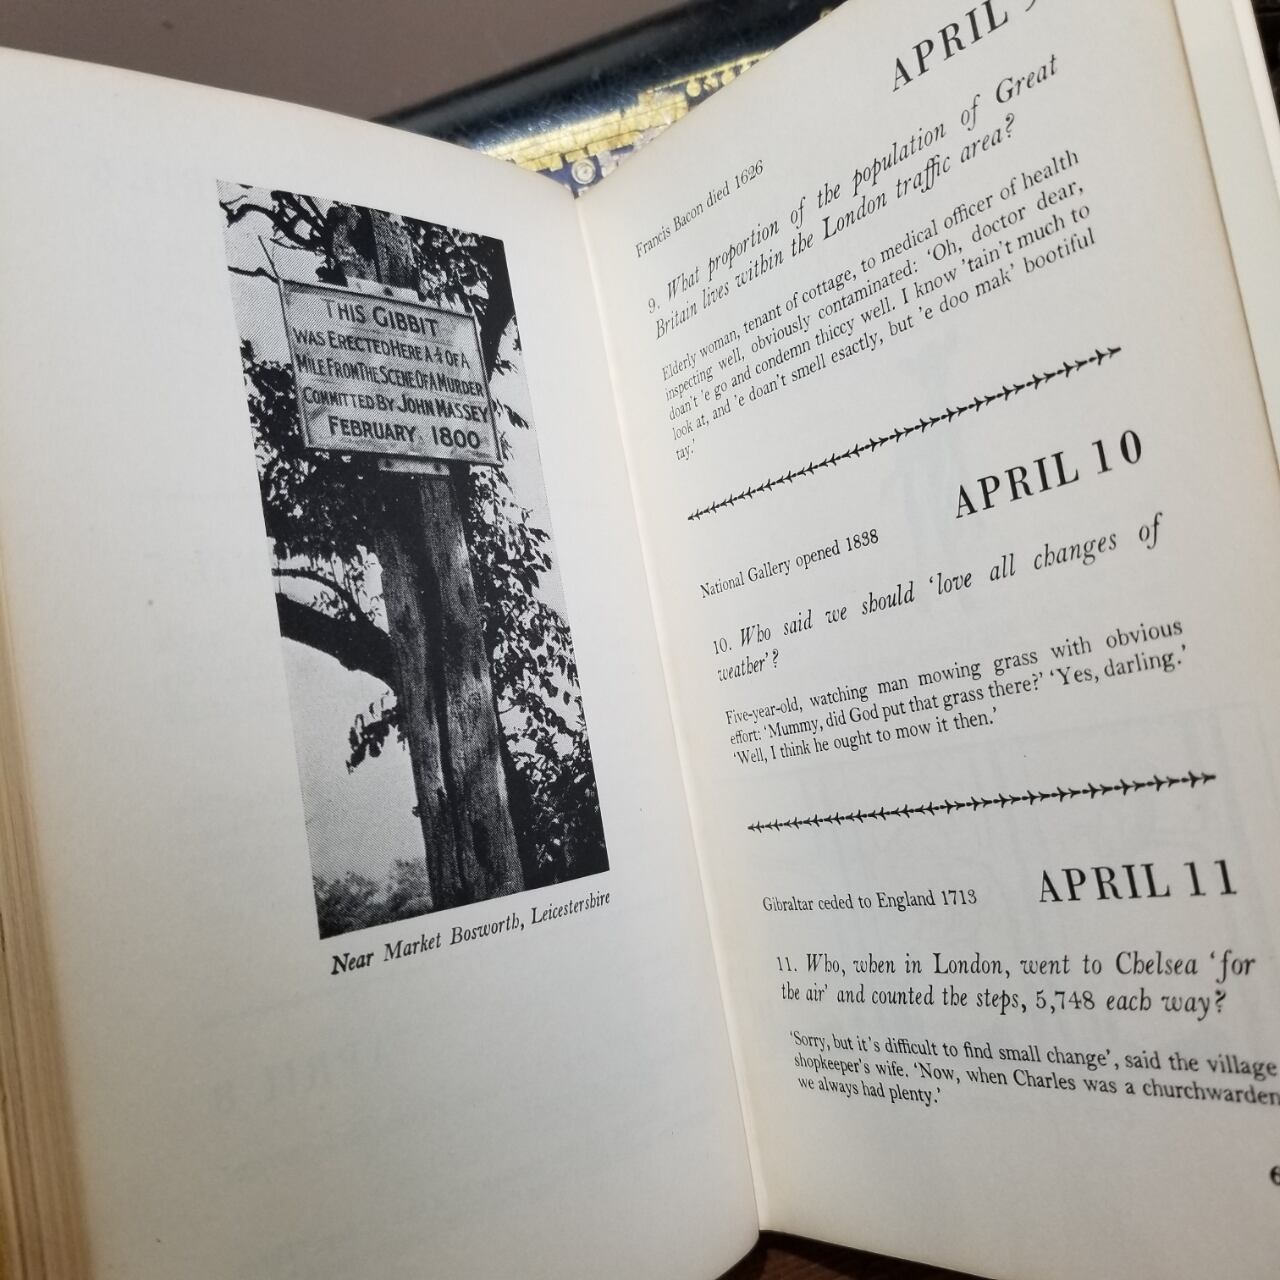 THIS GIBBIT
WAS ERECTED HERE A ¼ OF A
MILE FROM THE SCENE OF A MURDER
COMMITTED BY JOHN MASSEY
FEBRUARY, 1800
Near Market Bosworth, Leicestershire
APRIL 9
Francis Bacon died 1626
9. What proportion of the population of Great
Britain lives within the London traffic area?
Elderly woman, tenant of cottage, to medical officer of health
inspecting well, obviously contaminated: 'Oh, doctor dear,
doan't 'e go and condemn thiccy well. I know 'tain't much to
look at, and 'e doan't smell esactly, but 'e doo mak' bootiful
tay.'
APRIL 10
National Gallery opened 1838
10. Who said we should 'love all changes of
weather'?
Five-year-old, watching man mowing grass with obvious
effort: 'Mummy, did God put that grass there?' 'Yes, darling.'
'Well, I think he ought to mow it then.'
APRIL 11
Gibraltar ceded to England 1713
11. Who, when in London, went to Chelsea 'for
the air' and counted the steps, 5,748 each way?
'Sorry, but it's difficult to find small change', said the village
shopkeeper's wife. 'Now, when Charles was a churchwarden
we always had plenty.'